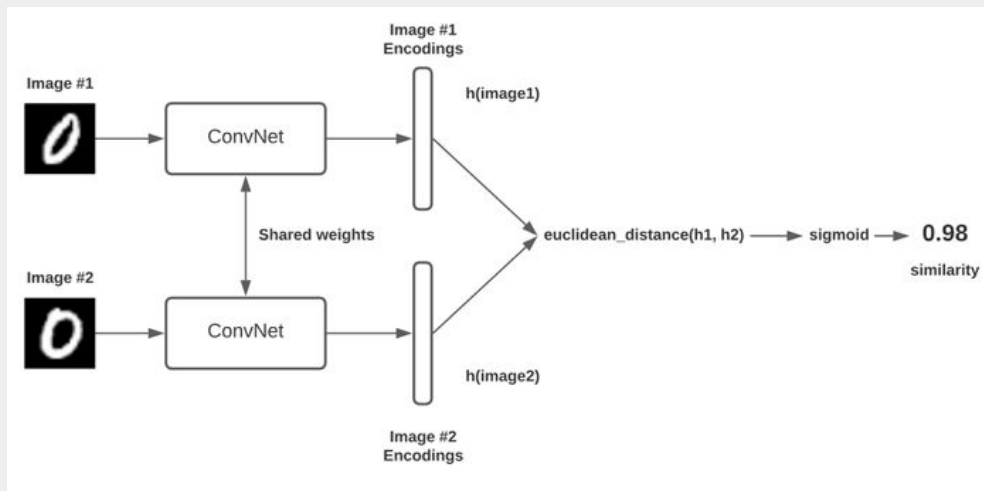 Image #1
Encodings
Image #1
h(image1)
ConvNet
Shared weights
euclidean_distance(h1, h2)
sigmoid
0.98
similarity
Image #2
ConvNet
h(image2)
Image #2
Encodings